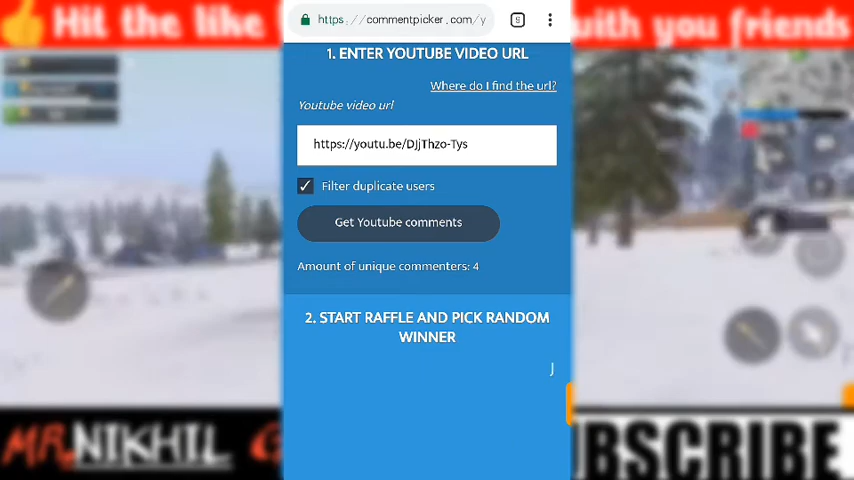 Hit the like
with you friends
https://commentpicker.com/y
9
1. ENTER YOUTUBE VIDEO URL
Where do I find the url?
Youtube video url
https://youtu.be/DJjThzo-Tys
Filter duplicate users
Get Youtube comments
Amount of unique commenters: 4
2. START RAFFLE AND PICK RANDOM
WINNER
J
MR.NIKHIL G
UBSCRIBE